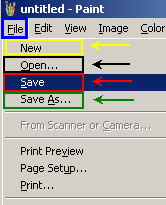 untitled - Paint
File Edit View Image Color
New
Open...
Save
Save As...
From Scanner or Camera...
Print Preview
Page Setup...
Print...